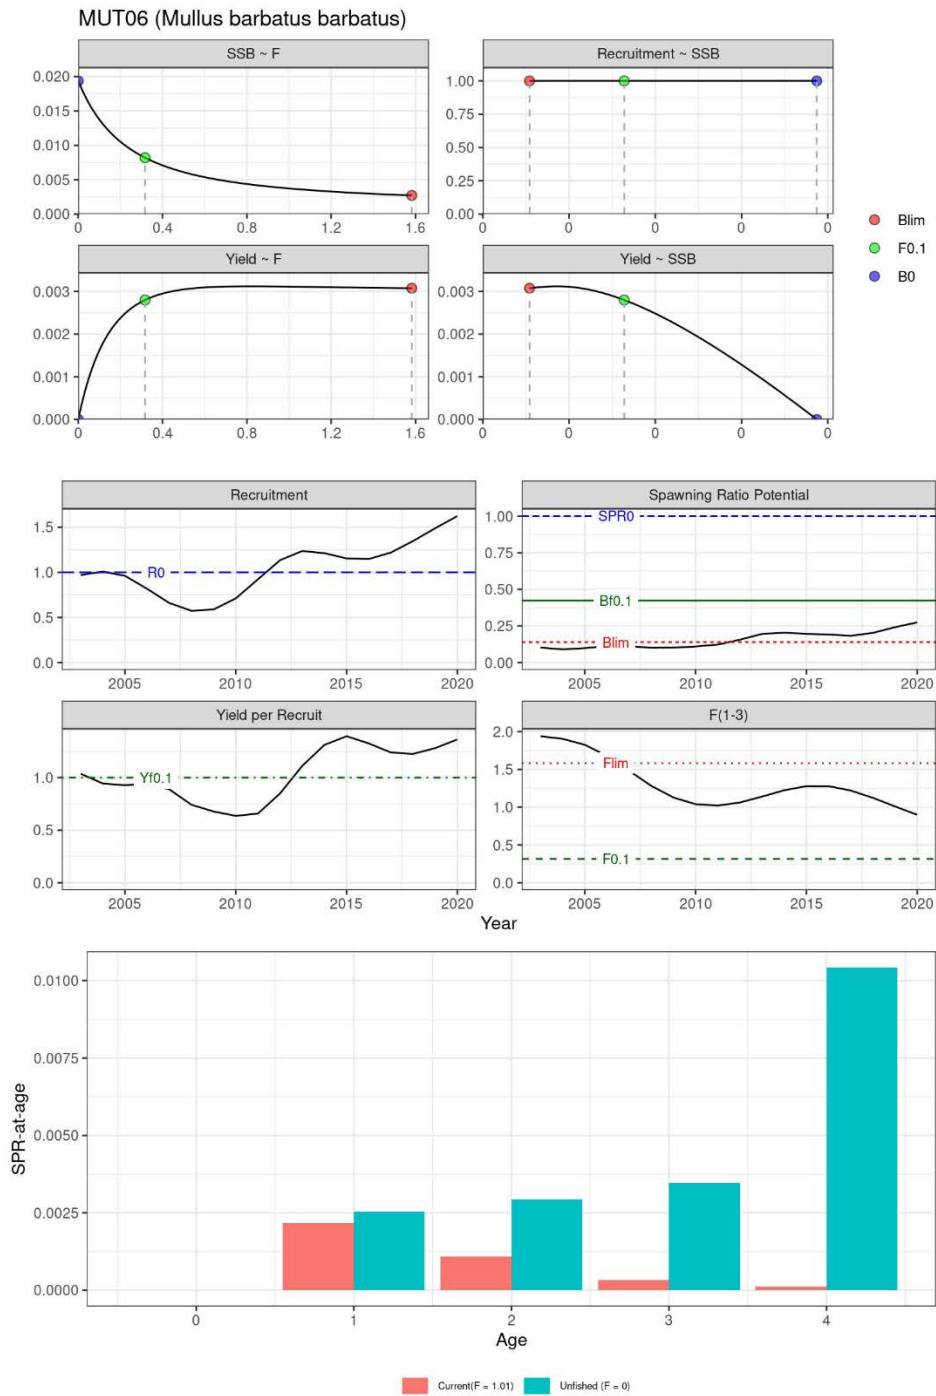 MUT06 (Mullus barbatus barbatus)
SSB ~ F
Recruitment ~ SSB
0.020
0.015
0.010
0.005
0.000
0 0.4 0.8 1.2 1.6
1.00
0.75
0.50
0.25
0.00
0 0 0 0 0
Yield ~ F
Yield ~ SSB
0.003
0.002
0.001
0.000
0 0.4 0.8 1.2 1.6
0.003
0.002
0.001
0.000
0 0 0 0 0
Blim
F0.1
B0
Recruitment
Spawning Ratio Potential
1.5
1.0
0.5
0.0
R0
2005 2010 2015 2020
1.00
0.75
0.50
0.25
0.00
SPR0
Bf0.1
Blim
2005 2010 2015 2020
Yield per Recruit
F(1-3)
1.0
0.5
0.0
Yf0.1
2005 2010 2015 2020
2.0
1.5
1.0
0.5
0.0
Flim
F0.1
2005 2010 2015 2020
Year
0.0100
0.0075
0.0050
0.0025
0.0000
SPR-at-age
0 1 2 3 4
Age
Current(F = 1.01) Unfished (F = 0)